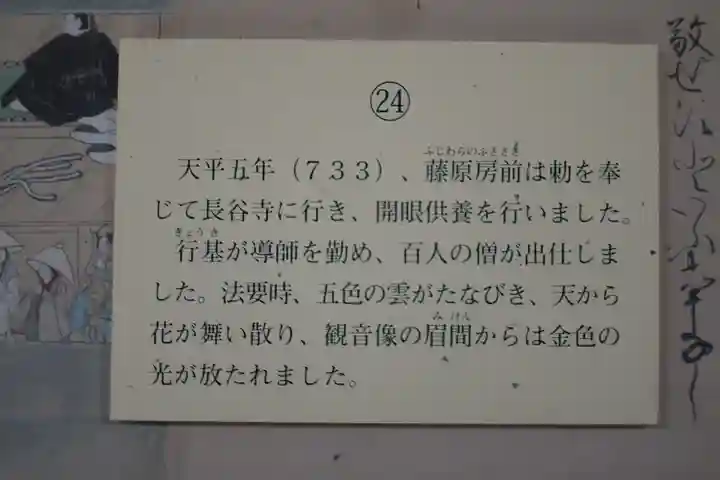 ㉔
天平五年（７３３）、藤原房前は勅を奉
じて長谷寺に行き、開眼供養を行いました。
行基が導師を勤め、百人の僧が出仕しま
した。法要時、五色の雲がたなびき、天から
花が舞い散り、観音像の眉間からは金色の
光が放たれました。